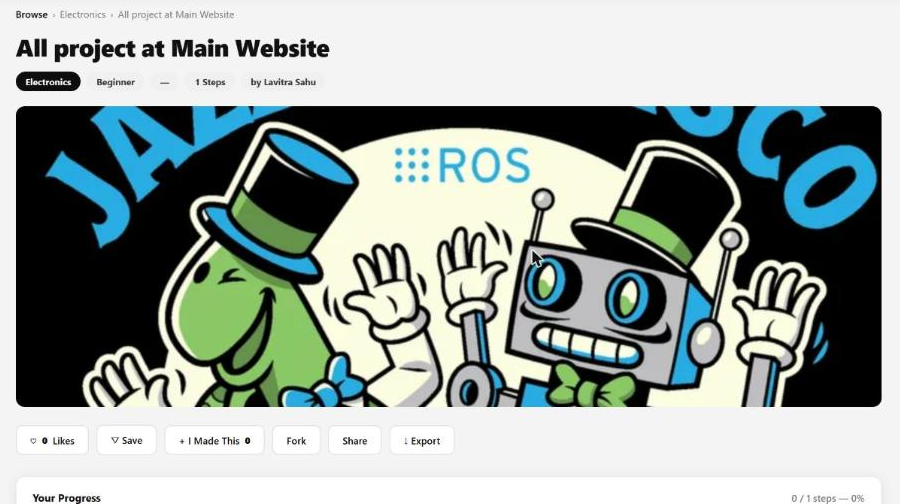 Browse › Electronics › All project at Main Website
All project at Main Website
Electronics Beginner — 1 Steps by Lavitra Sahu
ROS
♡ 0 Likes ▽ Save + I Made This 0 Fork Share ↓ Export
Your Progress 0 / 1 steps — 0%